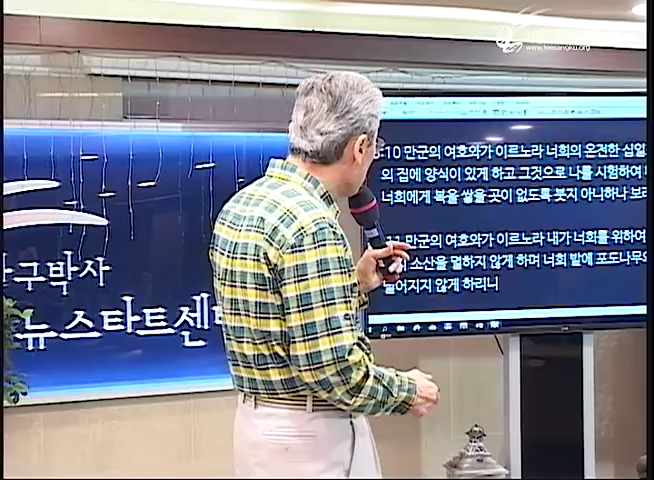 www.leesangku.org
10 만군의 여호와가 이르노라 너희의 온전한 십일
의 집에 양식이 있게 하고 그것으로 나를 시험하여
너희에게 복을 쌓을 곳이 없도록 붓지 아니하나 보라
11 만군의 여호와가 이르노라 내가 너희를 위하여
소산을 멸하지 않게 하며 너희 밭에 포도나무의
떨어지지 않게 하리니
구박사
뉴스타트센터